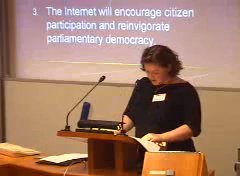 3. The Internet will encourage citizen
participation and reinvigorate
parliamentary democracy